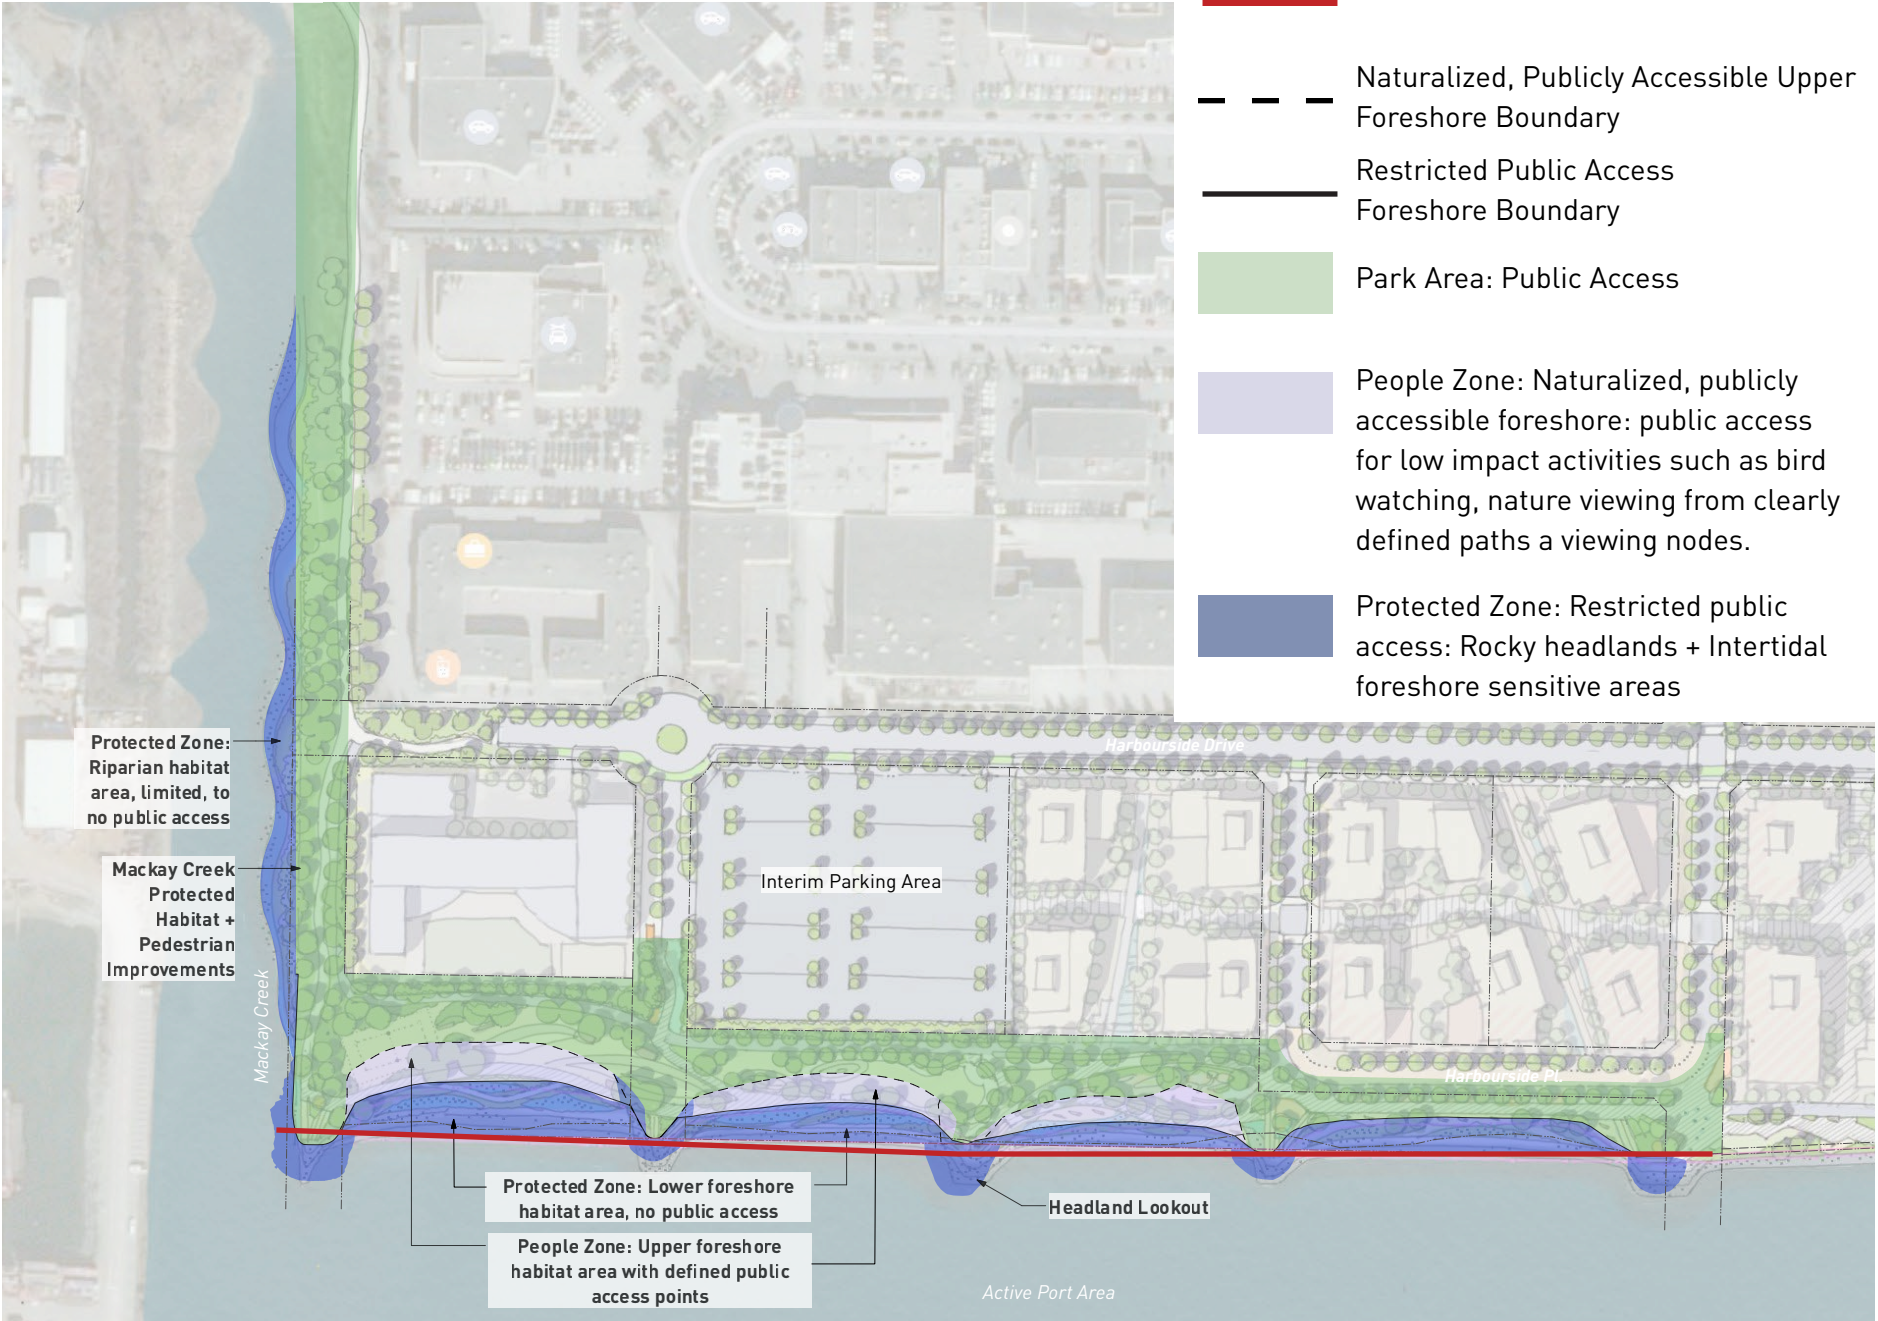 Naturalized, Publicly Accessible Upper
Foreshore Boundary
Restricted Public Access
Foreshore Boundary
Park Area: Public Access
People Zone: Naturalized, publicly
accessible foreshore: public access
for low impact activities such as bird
watching, nature viewing from clearly
defined paths a viewing nodes.
Protected Zone: Restricted public
access: Rocky headlands + Intertidal
foreshore sensitive areas
Harbourside Drive
Protected Zone:
Riparian habitat
area, limited, to
no public access
Mackay Creek
Protected
Habitat +
Pedestrian
Improvements
Interim Parking Area
Mackay Creek
Harbourside Pl.
Protected Zone: Lower foreshore
habitat area, no public access
Headland Lookout
People Zone: Upper foreshore
habitat area with defined public
access points
Active Port Area